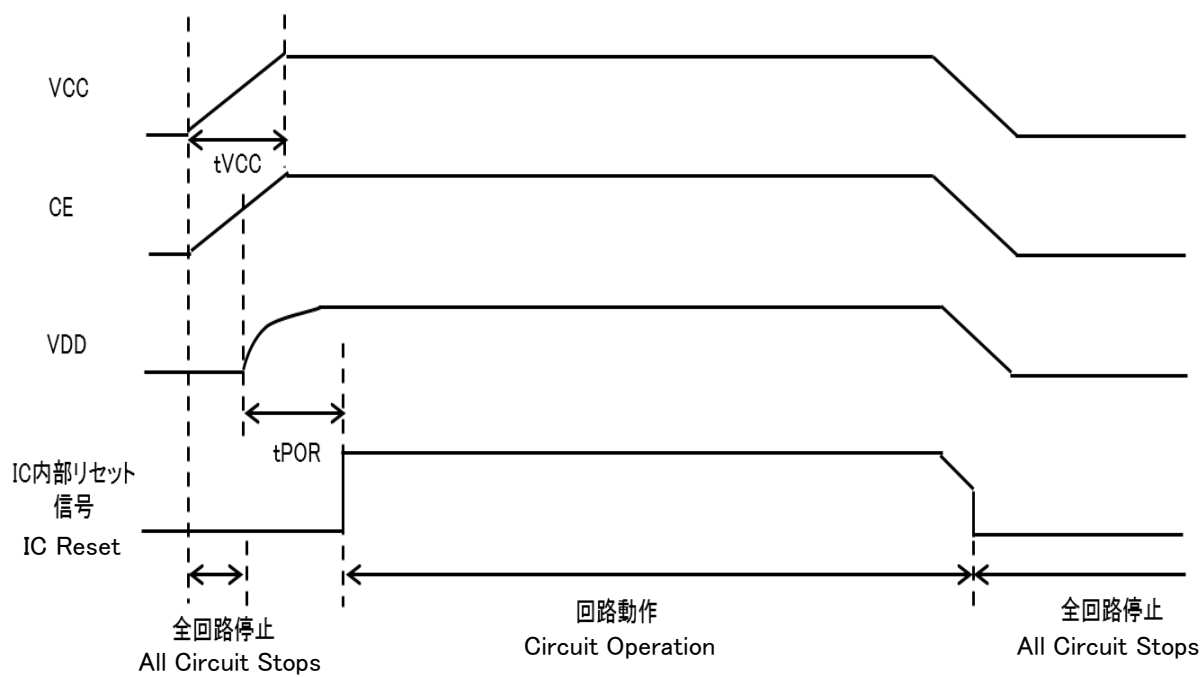 VCC
tVCC
CE
VDD
tPOR
IC内部リセット
信号
IC Reset
全回路停止
All Circuit Stops
回路動作
Circuit Operation
全回路停止
All Circuit Stops